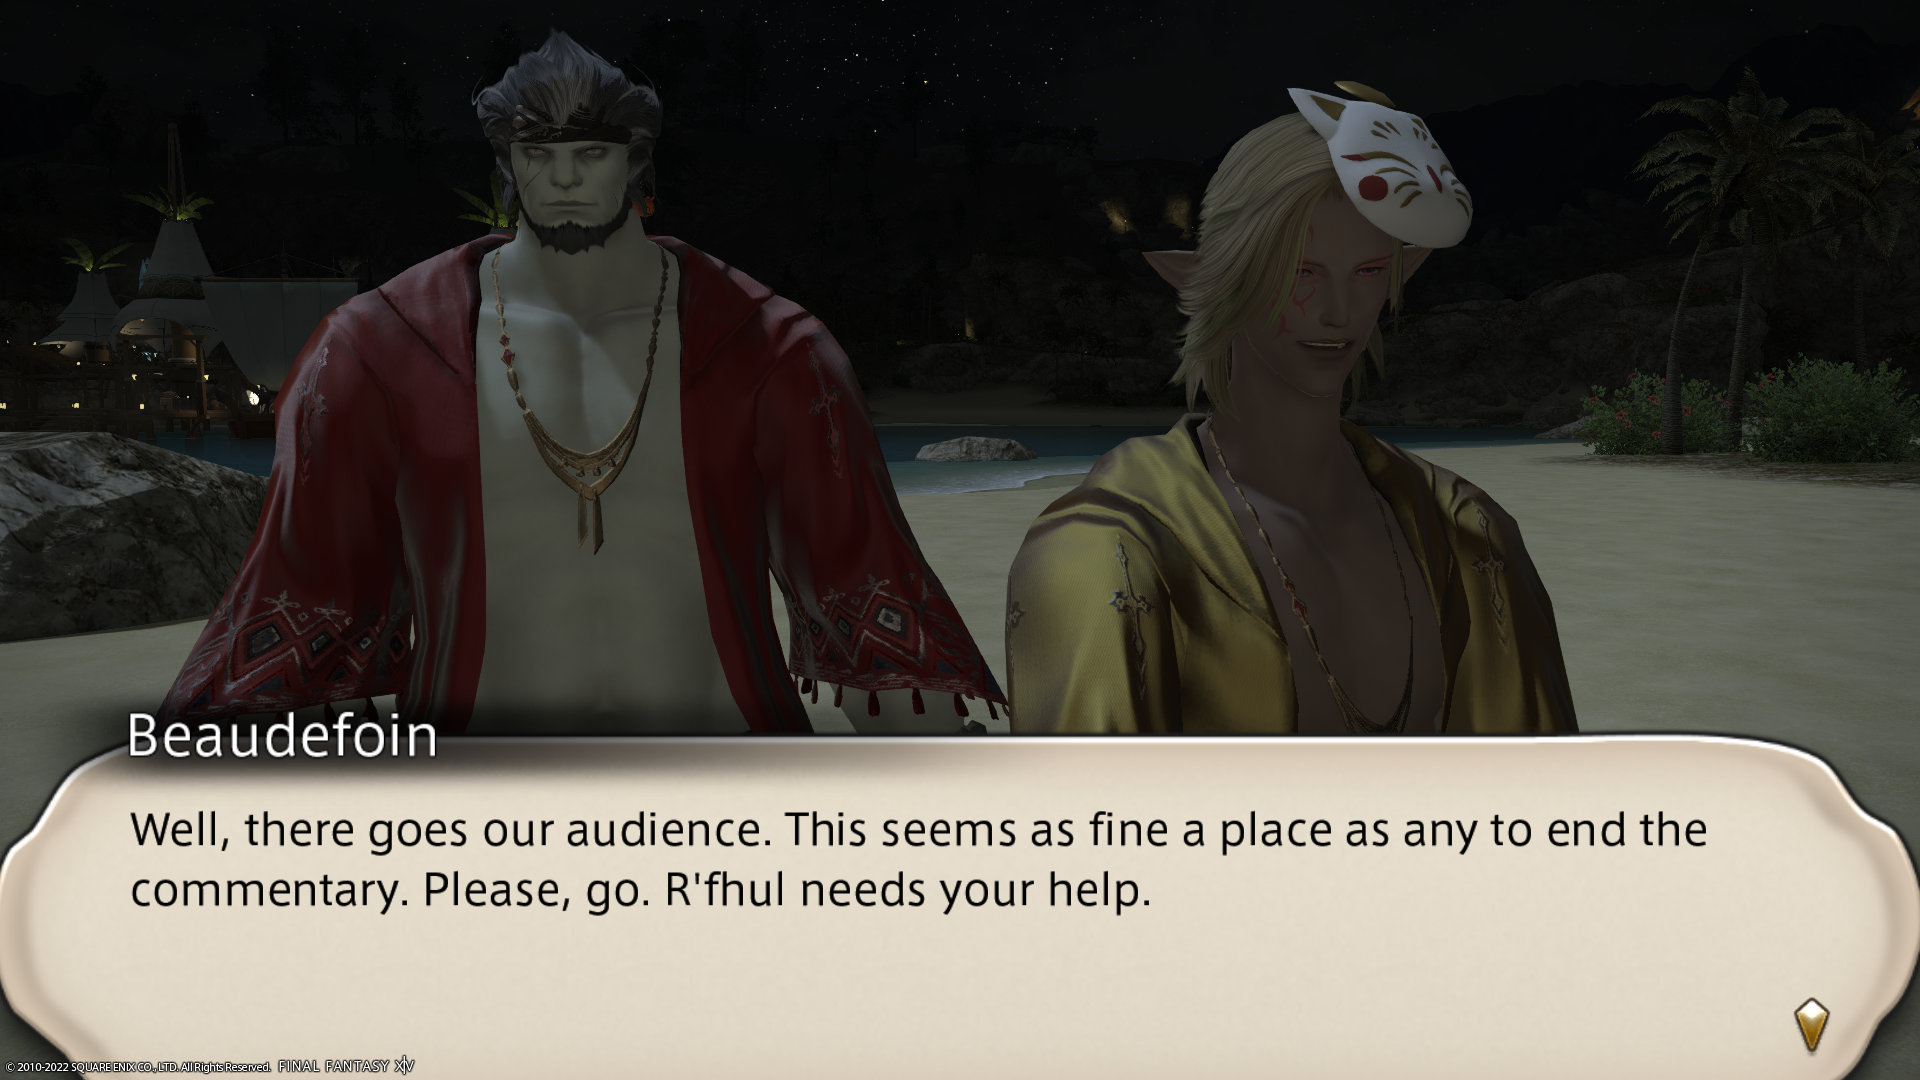 Beaudefoin
Well, there goes our audience. This seems as fine a place as any to end the
commentary. Please, go. R'fhul needs your help.
© 2010-2022 SQUARE ENIX CO., LTD. All Rights Reserved. FINAL FANTASY XIV